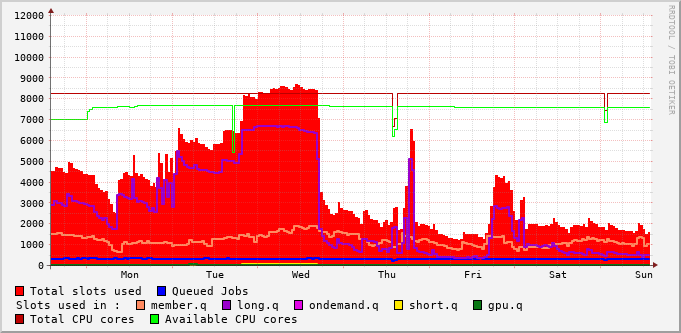 RRDTOOL / TOBI OETIKER
12000
11000
10000
9000
8000
7000
6000
5000
4000
3000
2000
1000
0
Mon Tue Wed Thu Fri Sat Sun
Total slots used Queued Jobs
Slots used in : member.q long.q ondemand.q short.q gpu.q
Total CPU cores Available CPU cores